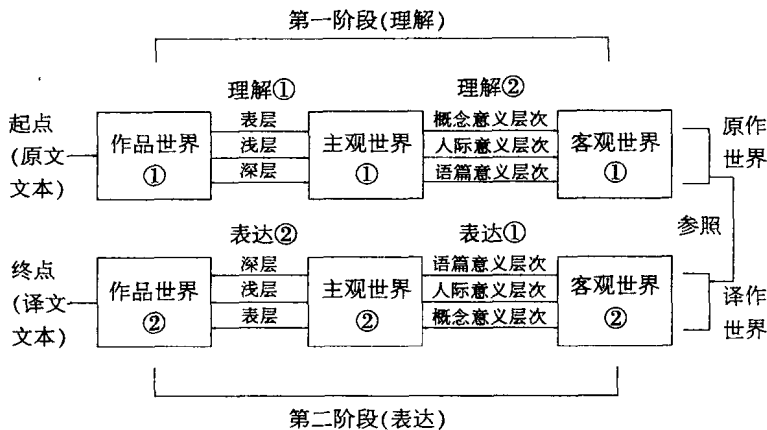 第一阶段(理解)
理解① 理解②
起点
(原文
文本)
作品世界
①
表层
浅层
深层
主观世界
①
概念意义层次
人际意义层次
语篇意义层次
客观世界
①
原作
世界
参照
表达② 表达①
终点
(译文
文本)
作品世界
②
深层
浅层
表层
主观世界
②
语篇意义层次
人际意义层次
概念意义层次
客观世界
②
译作
世界
第二阶段(表达)